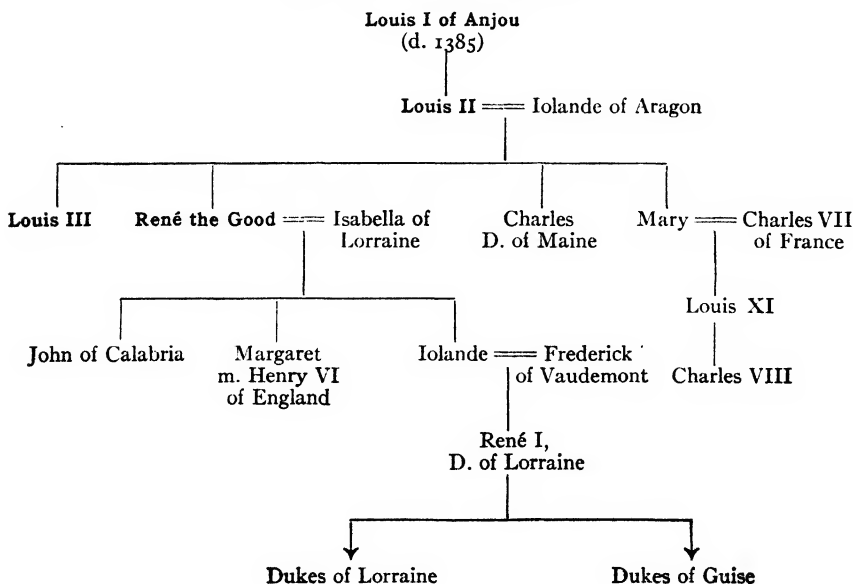 Louis I of Anjou
(d. 1385)
Louis II == Iolande of Aragon
Louis III René the Good == Isabella of Lorraine Charles D. of Maine Mary == Charles VII of France
Louis XI
John of Calabria Margaret m. Henry VI of England Iolande == Frederick of Vaudemont Charles VIII
René I,
D. of Lorraine
Dukes of Lorraine Dukes of Guise